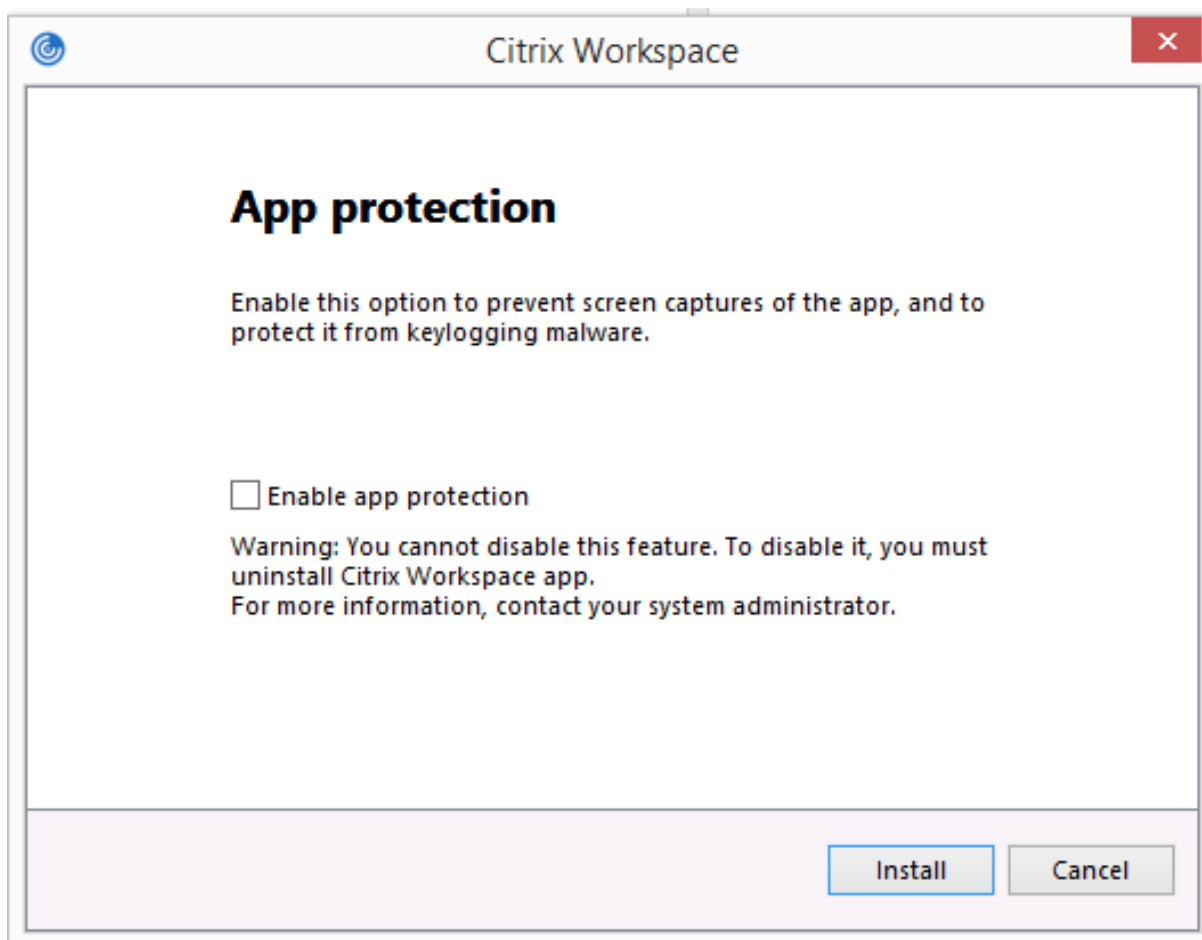 Citrix Workspace
App protection
Enable this option to prevent screen captures of the app, and to
protect it from keylogging malware.
Enable app protection
Warning: You cannot disable this feature. To disable it, you must
uninstall Citrix Workspace app.
For more information, contact your system administrator.
Install Cancel